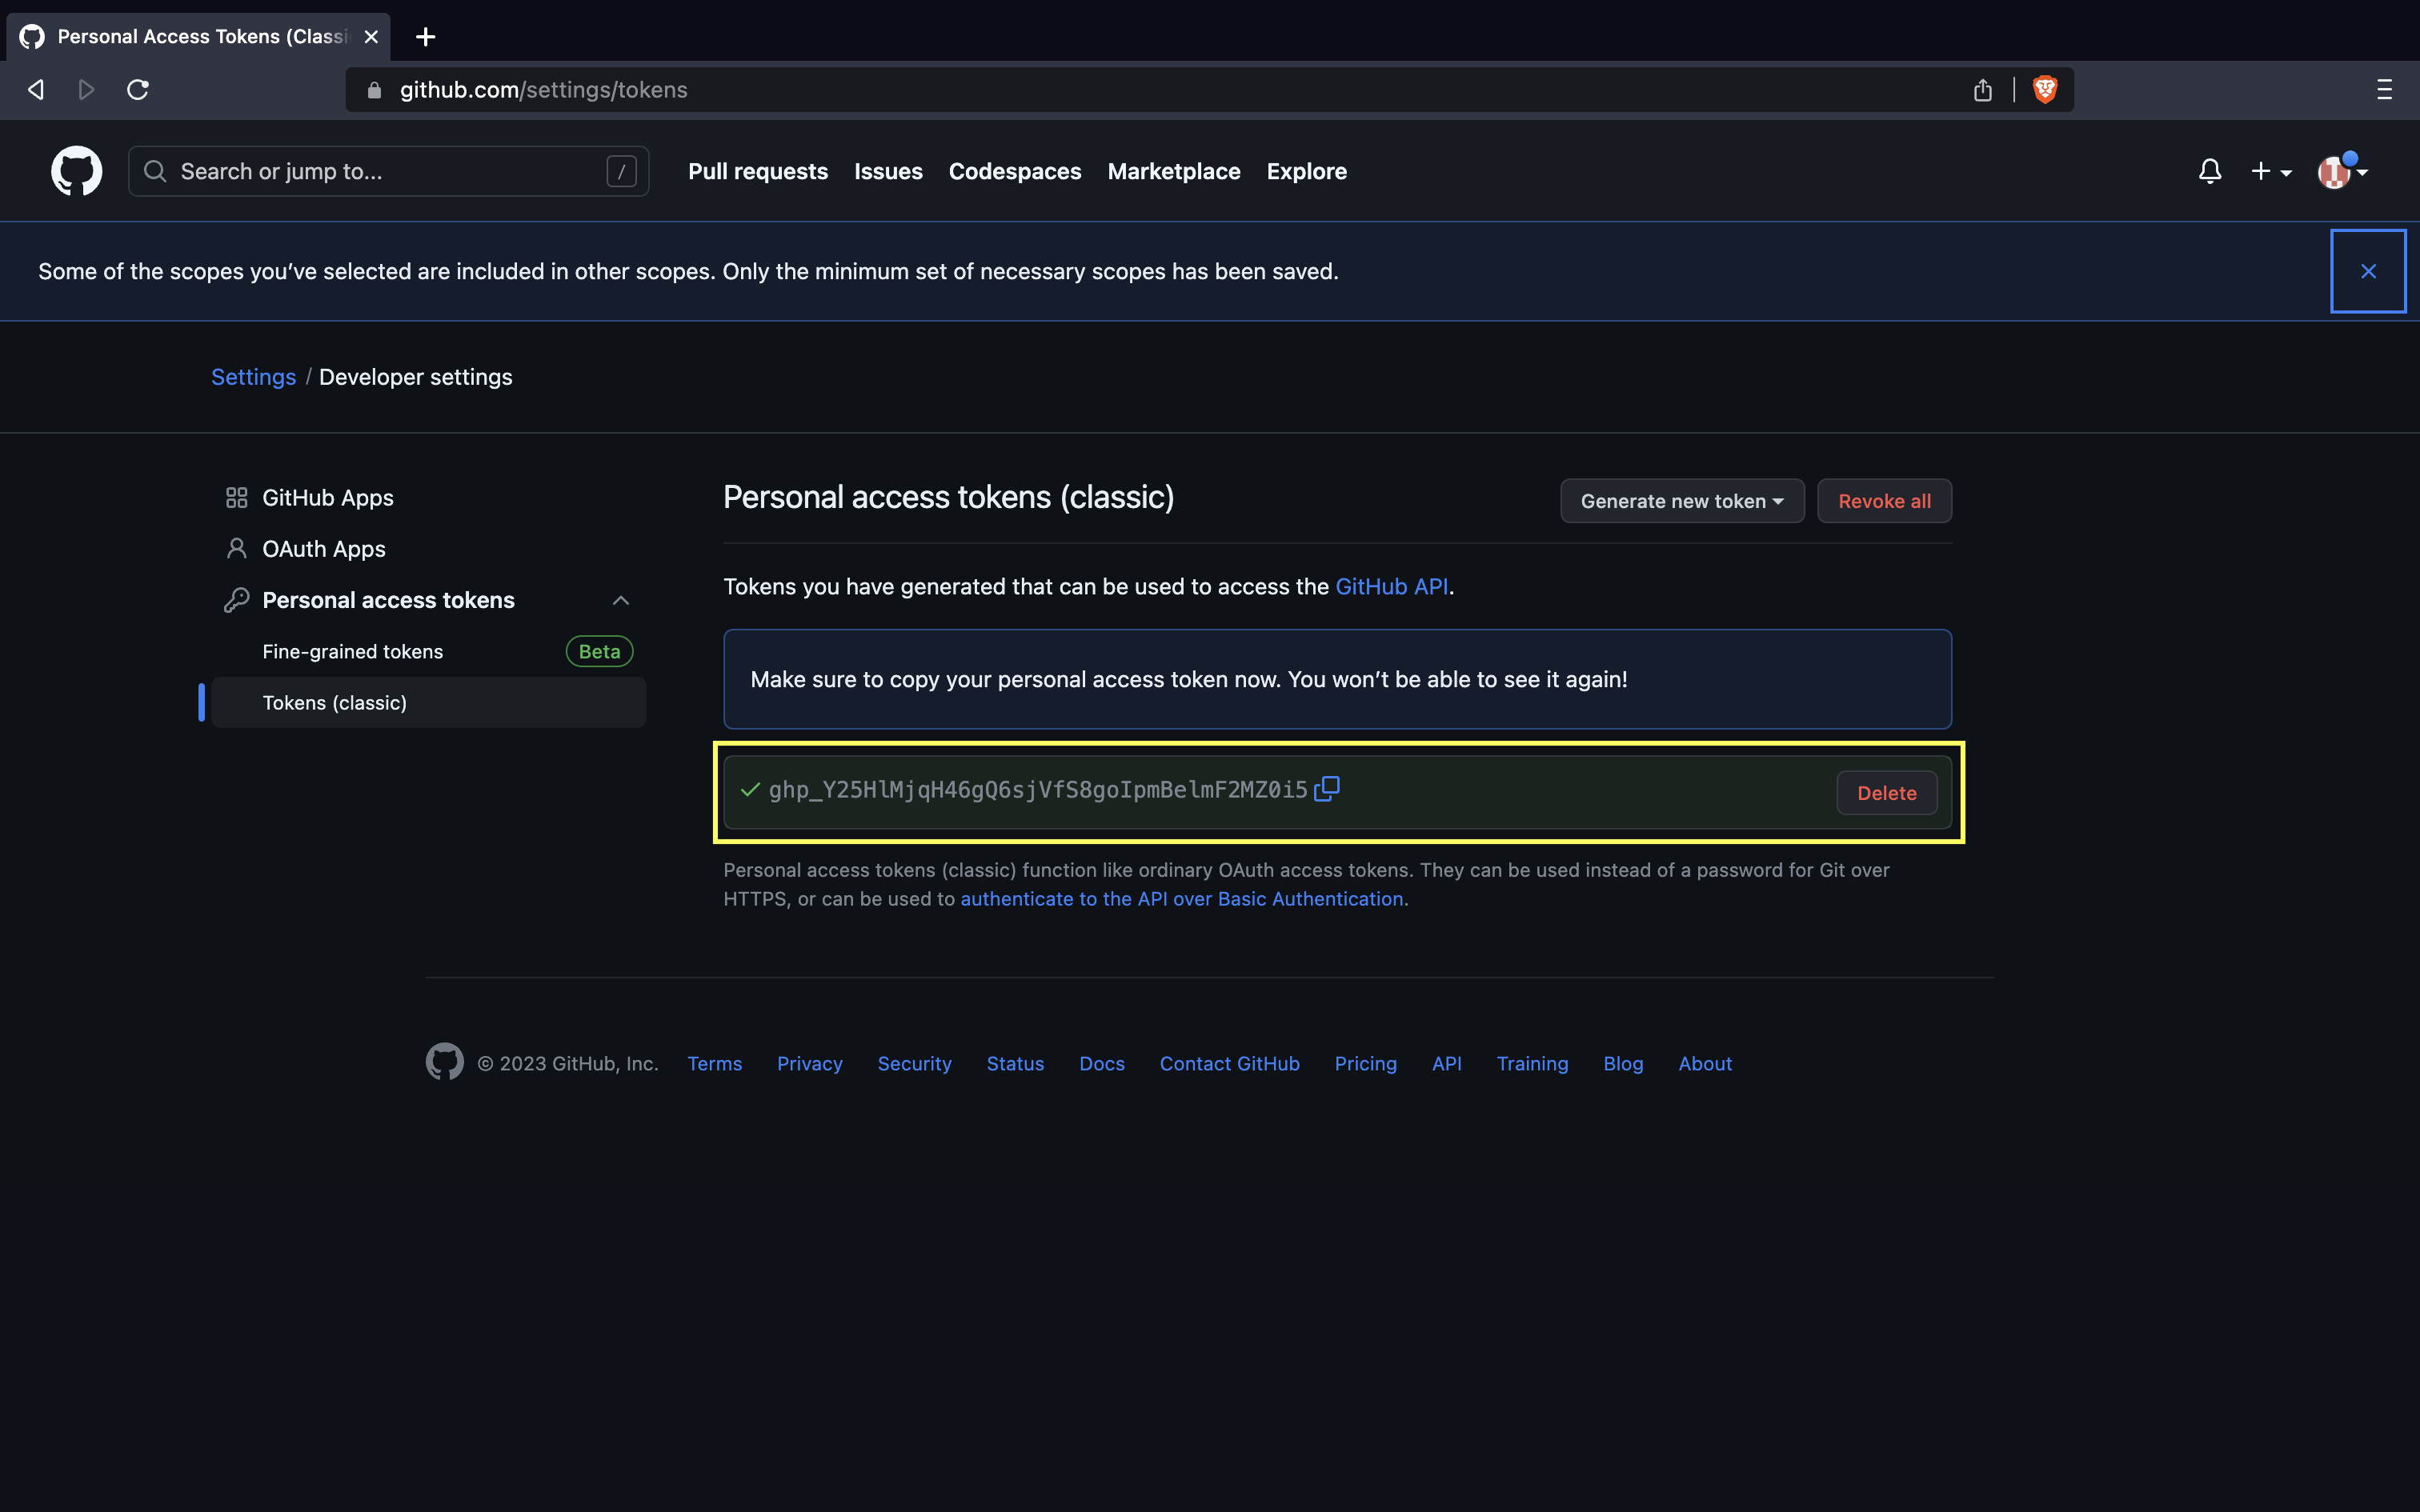 Personal Access Tokens (Classi
github.com/settings/tokens
Search or jump to... /
Pull requests Issues Codespaces Marketplace Explore
Some of the scopes you’ve selected are included in other scopes. Only the minimum set of necessary scopes has been saved.
Settings / Developer settings
GitHub Apps
OAuth Apps
Personal access tokens
Fine-grained tokens Beta
Tokens (classic)
Personal access tokens (classic)
Generate new token
Revoke all
Tokens you have generated that can be used to access the GitHub API.
Make sure to copy your personal access token now. You won’t be able to see it again!
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
Delete
Personal access tokens (classic) function like ordinary OAuth access tokens. They can be used instead of a password for Git over
HTTPS, or can be used to authenticate to the API over Basic Authentication.
© 2023 GitHub, Inc. Terms Privacy Security Status Docs Contact GitHub Pricing API Training Blog About